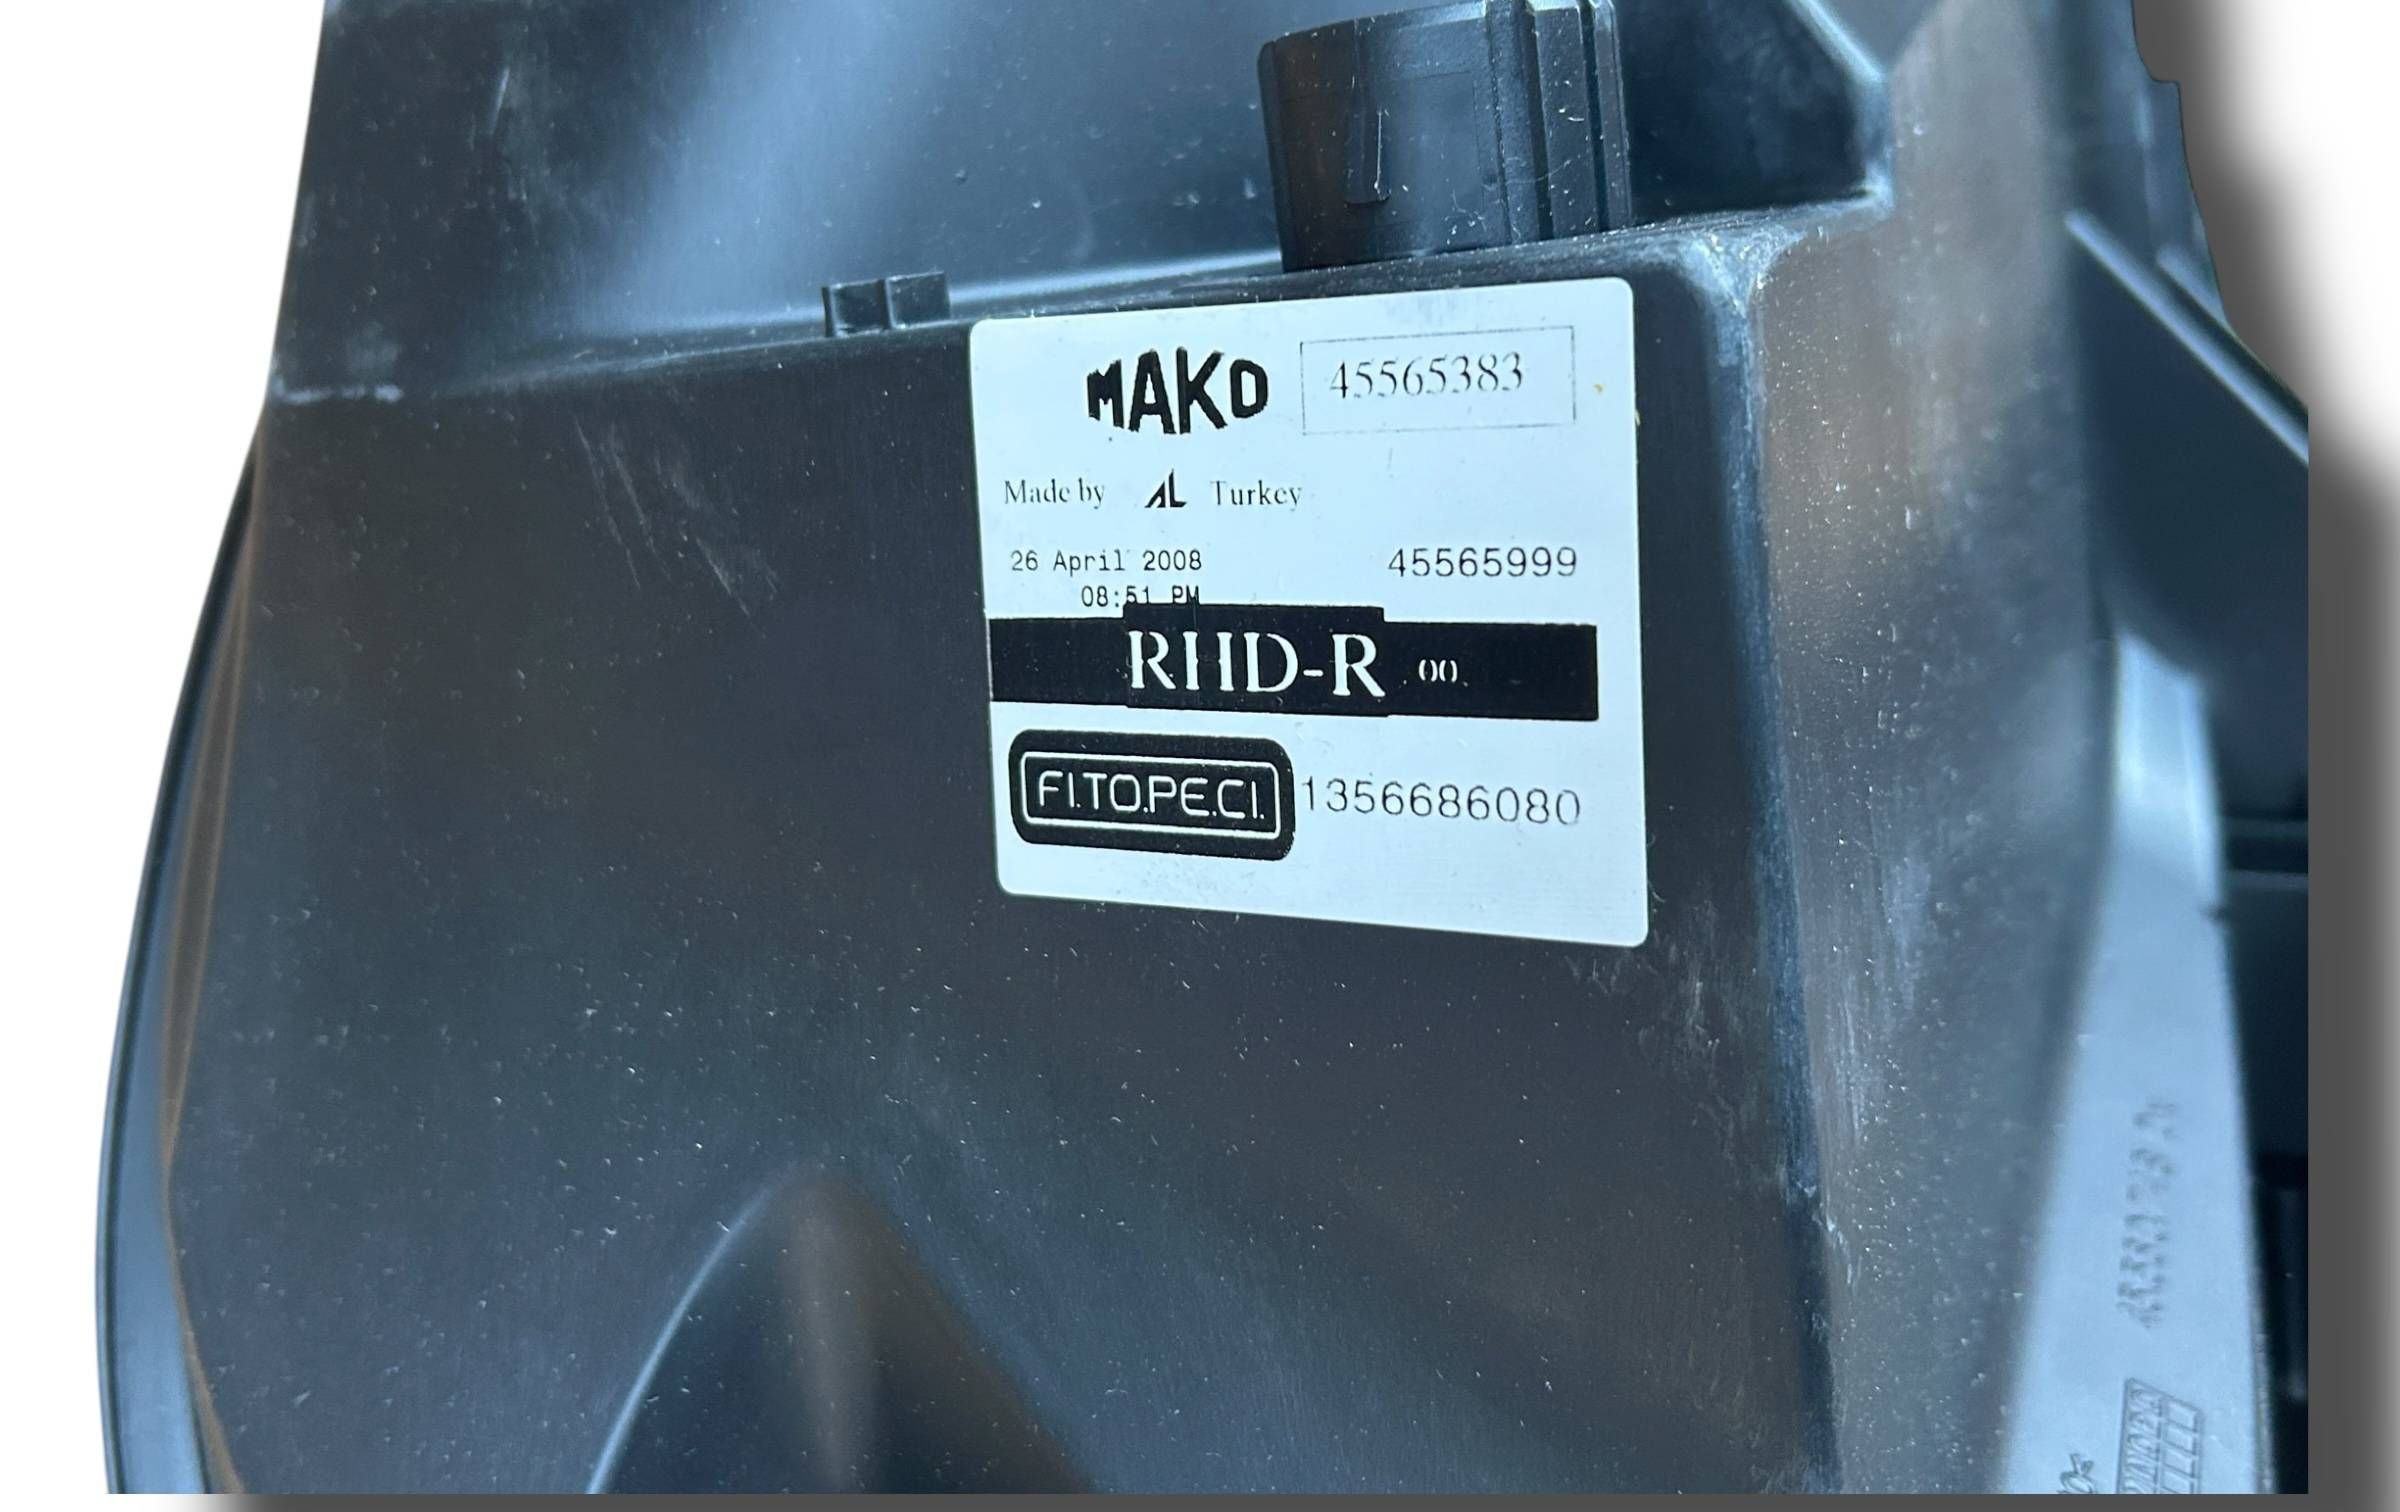 MAKO 45565383
Made by AL Turkey
26 April 2008 45565999
08:51 PM
RHD-R 00
FI.TO.PE.CI. 1356686080